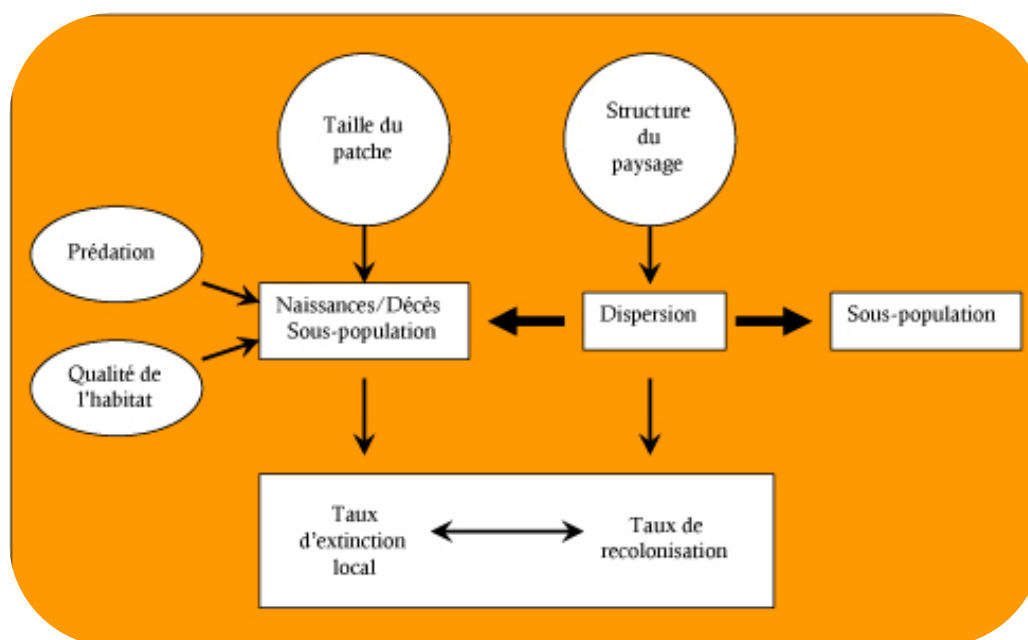 Taille du
patche
Structure
du
paysage
Prédation
Naissances/Décès
Sous-population
Dispersion
Sous-population
Qualité de
l'habitat
Taux
d'extinction
local
Taux de
recolonisation